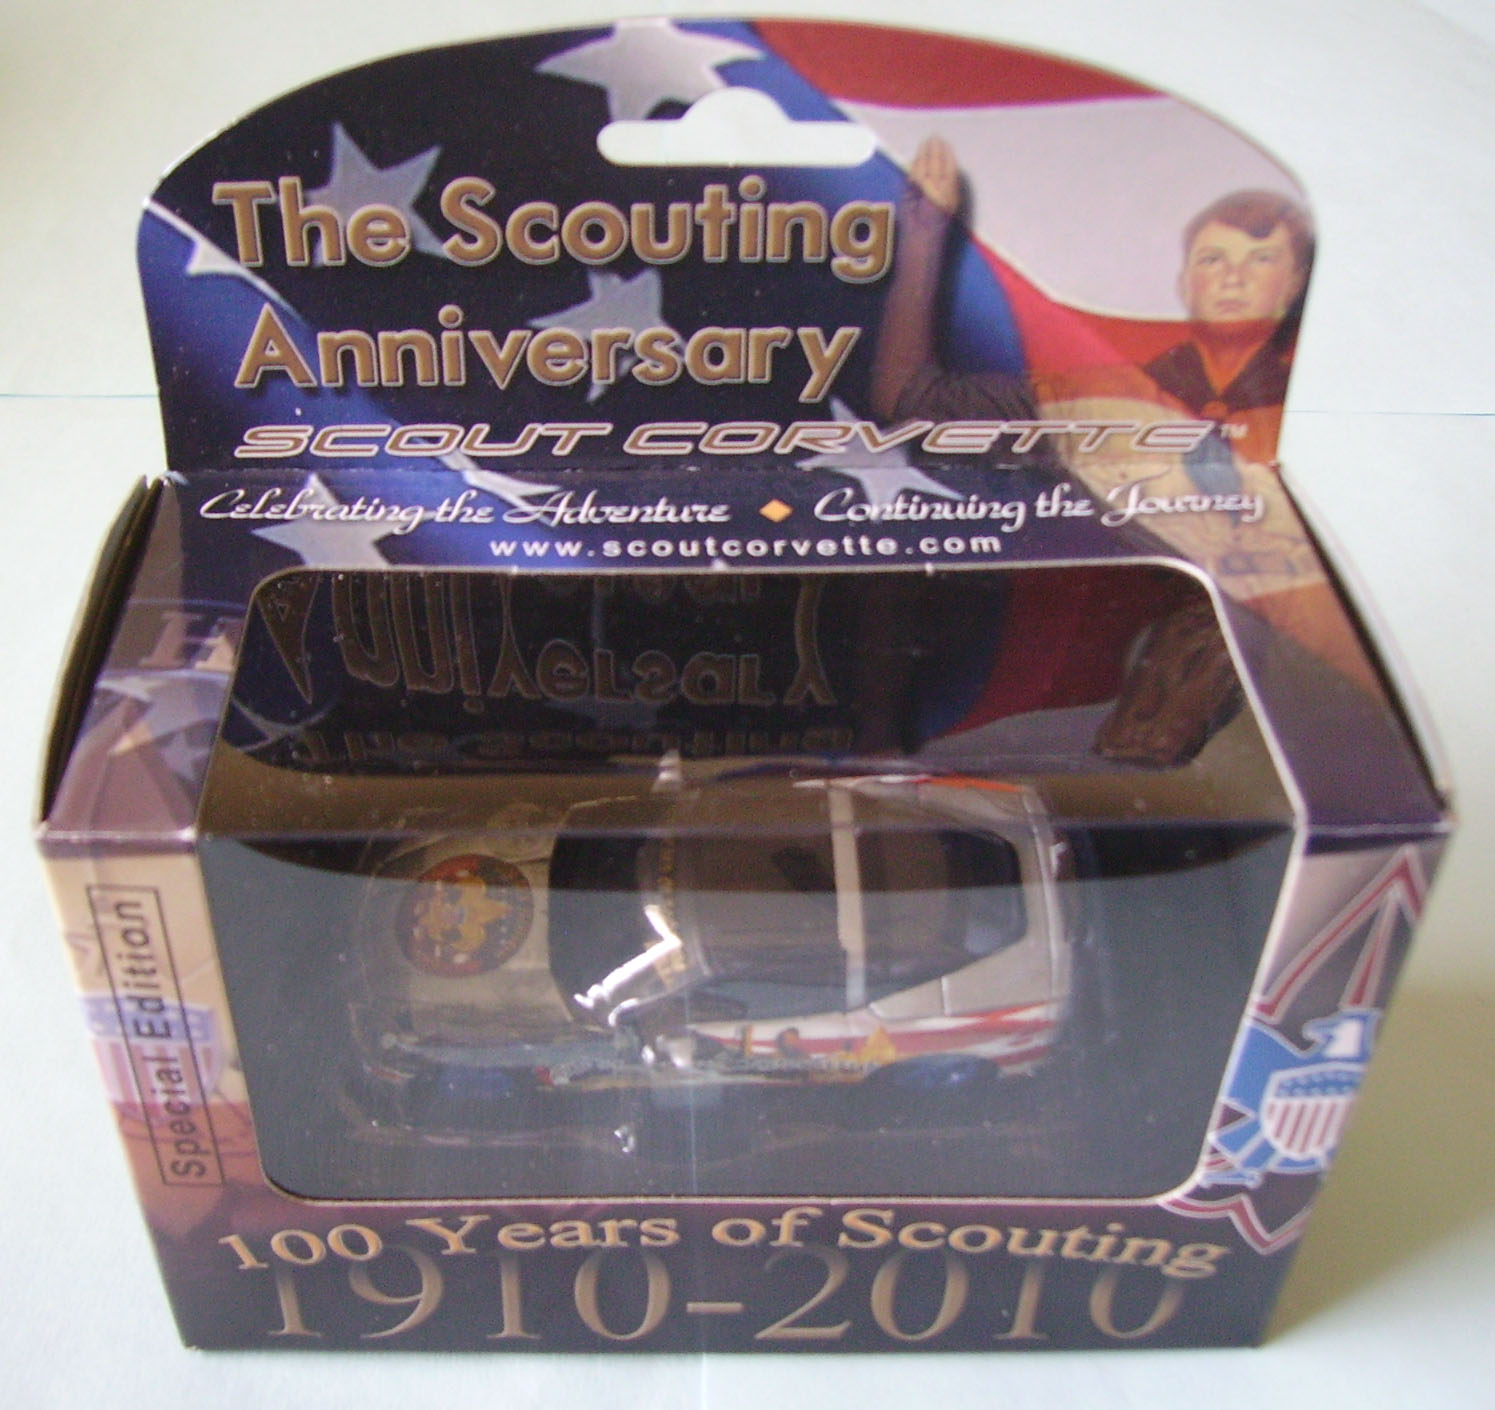 The Scouting
Anniversary
SCOUT CORVETTE™
Celebrating the Adventure ♦ Continuing the Journey
www.scoutcorvette.com
Special Edition
100 Years of Scouting
1910-2010